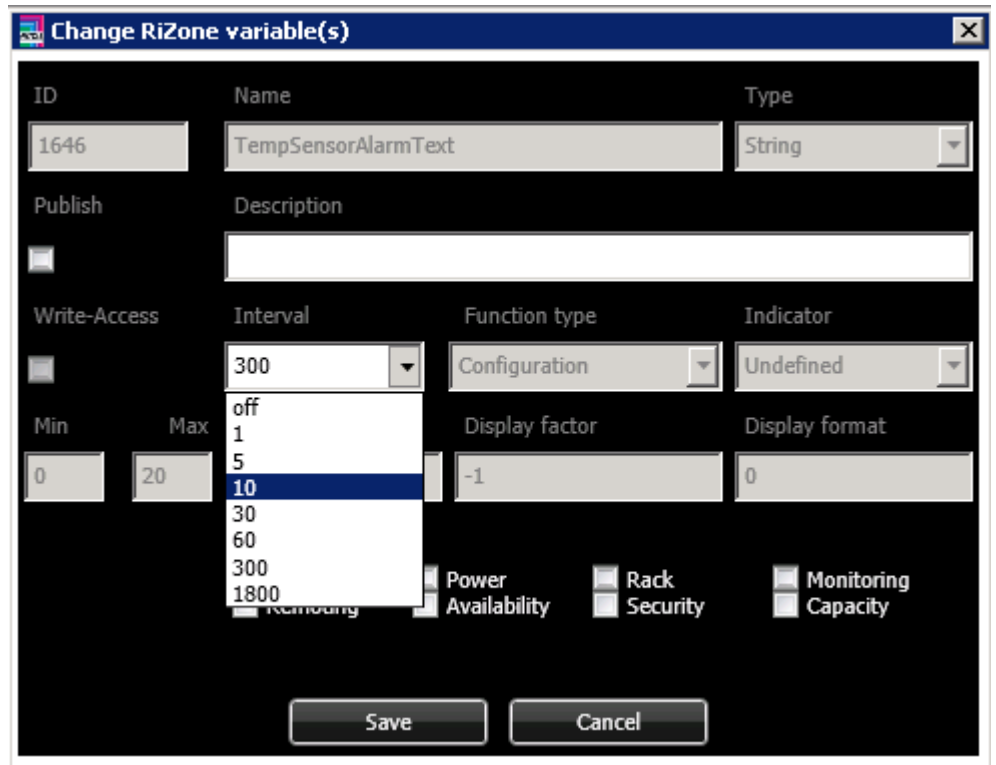 Change RiZone variable(s)
ID Name Type
1646 TempSensorAlarmText String
Publish Description
Write-Access Interval Function type Indicator
300 Configuration Undefined
off
Min Max Display factor Display format
1
5
0 20 -1 0
10
30
60
300
Power Rack Monitoring
1800
Remoting Availability Security Capacity
Save Cancel